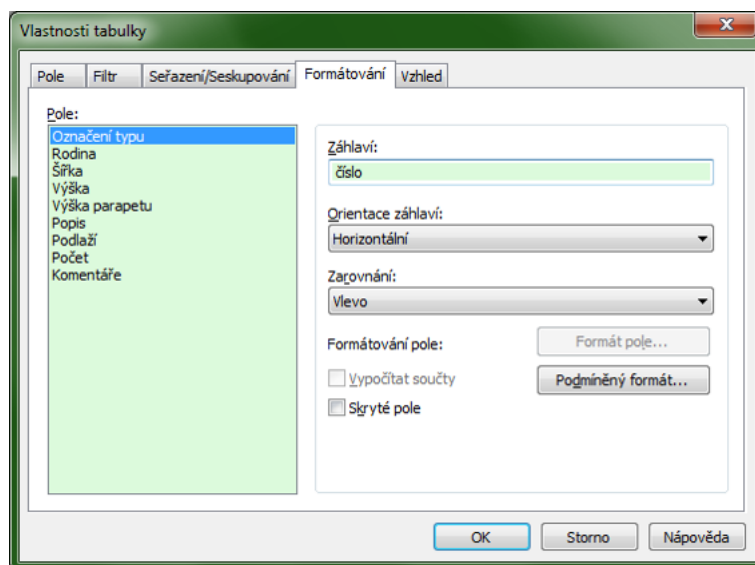 Vlastnosti tabulky
Pole
Filtr
Seřazení/Seskupování
Formátování
Vzhled
Pole:
Označení typu
Rodina
Šířka
Výška
Výška parapetu
Popis
Podlaží
Počet
Komentáře
Záhlaví:
číslo
Orientace záhlaví:
Horizontální
Zarovnání:
Vlevo
Formátování pole:
Formát pole...
Vypočítat součty
Podmíněný formát...
Skryté pole
OK
Storno
Nápověda